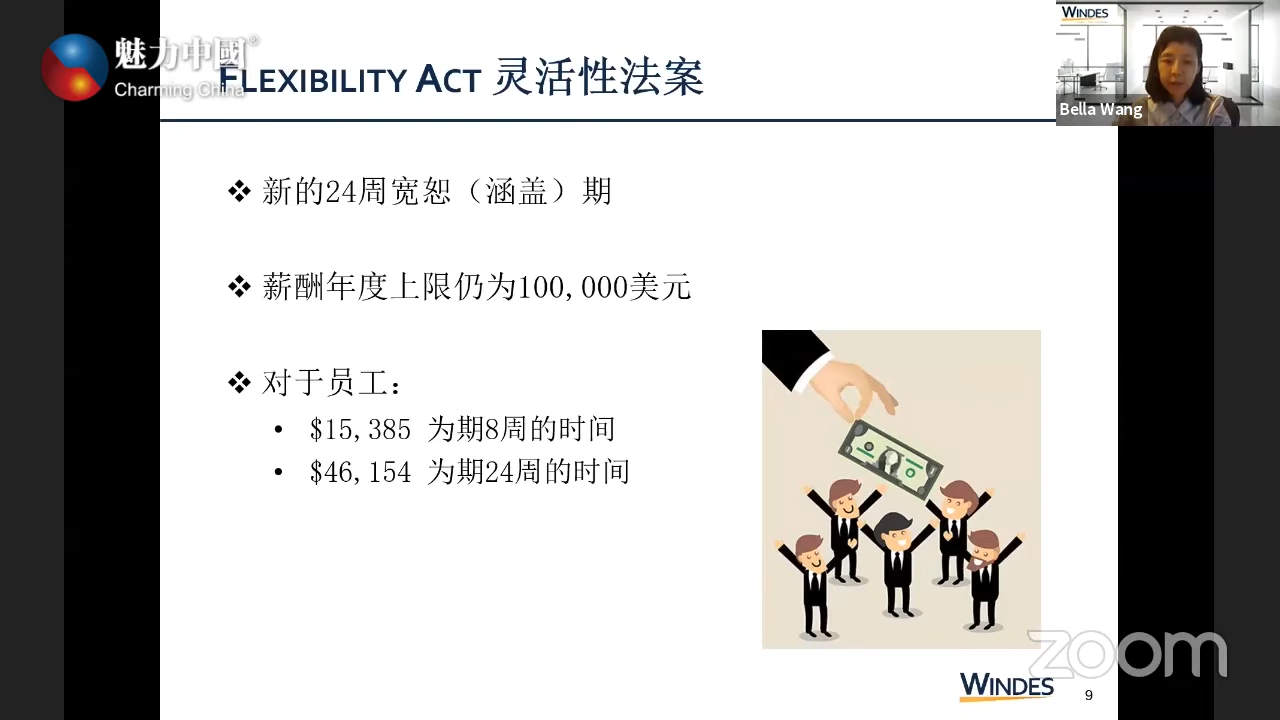 魅力中國®
Charming China
FLEXIBILITY ACT 灵活性法案
WINDES
Bella Wang
❖ 新的24周宽恕（涵盖）期
❖ 薪酬年度上限仍为100,000美元
❖ 对于员工：
• $15,385 为期8周的时间
• $46,154 为期24周的时间
zoom
WINDES
9